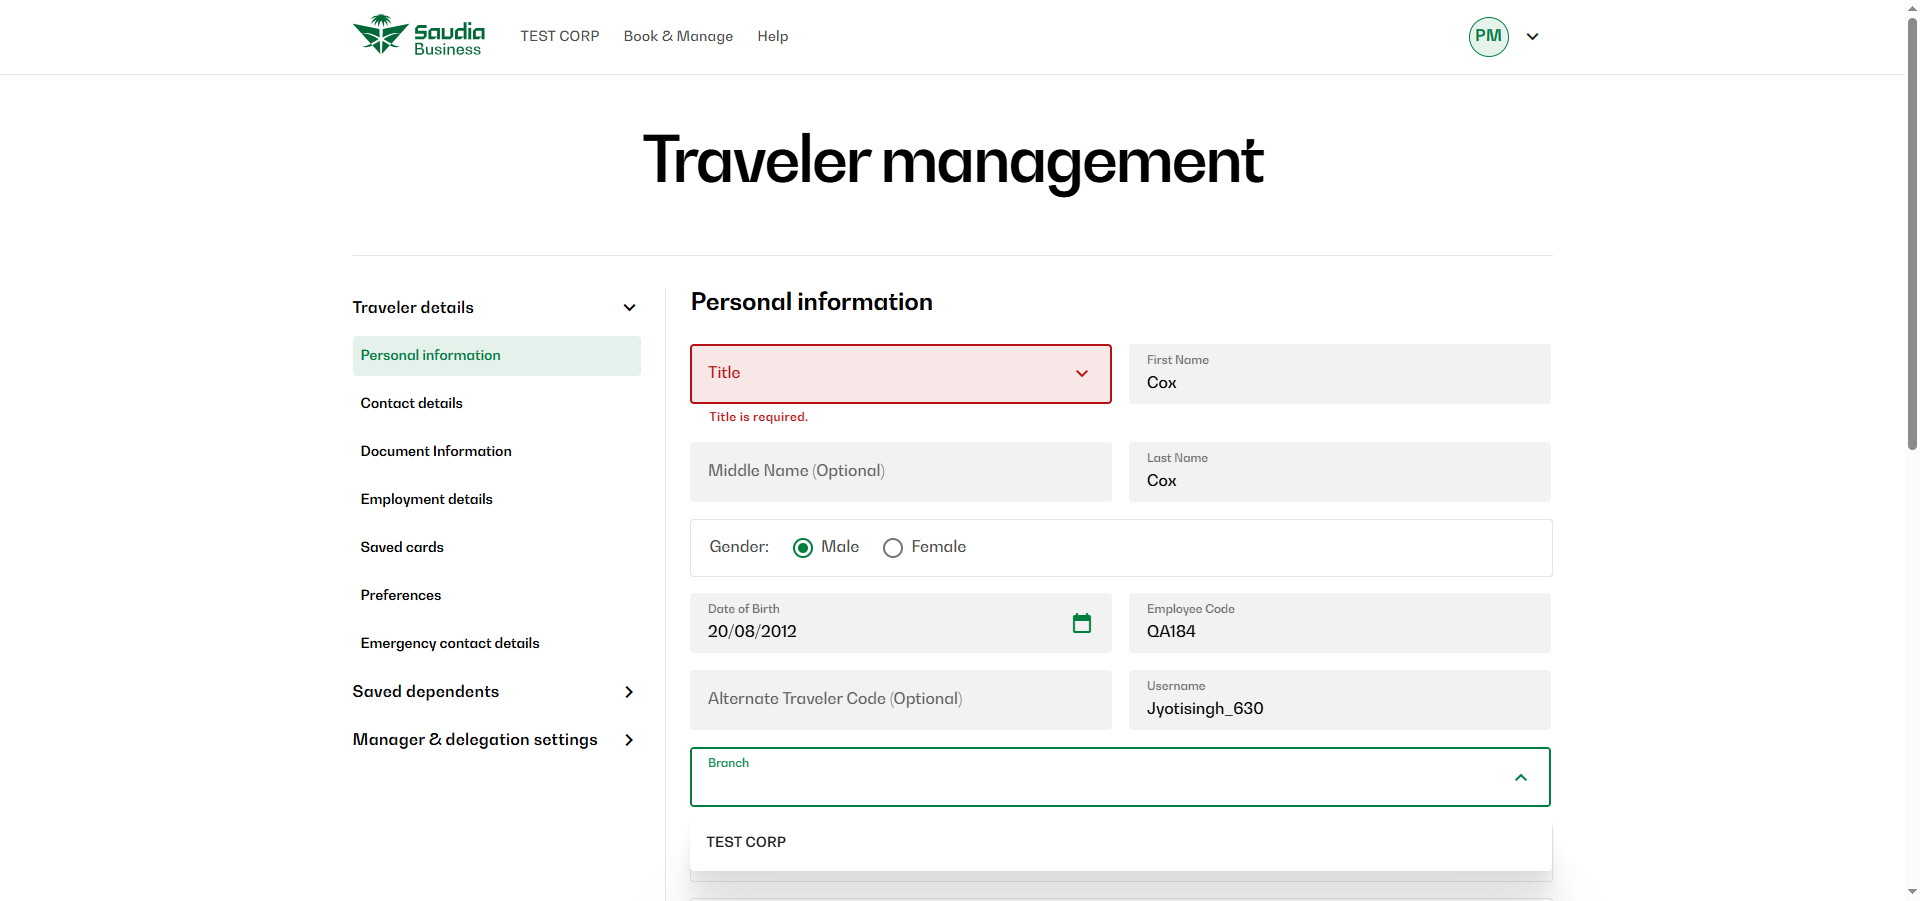 Saudia
Business
TEST CORP
Book & Manage
Help
PM
Traveler management
Traveler details
Personal information
Contact details
Document Information
Employment details
Saved cards
Preferences
Emergency contact details
Saved dependents
Manager & delegation settings
Personal information
Title
Title is required.
First Name
Cox
Middle Name (Optional)
Last Name
Cox
Gender:
Male
Female
Date of Birth
20/08/2012
Employee Code
QA184
Alternate Traveler Code (Optional)
Username
Jyotisingh_630
Branch
TEST CORP